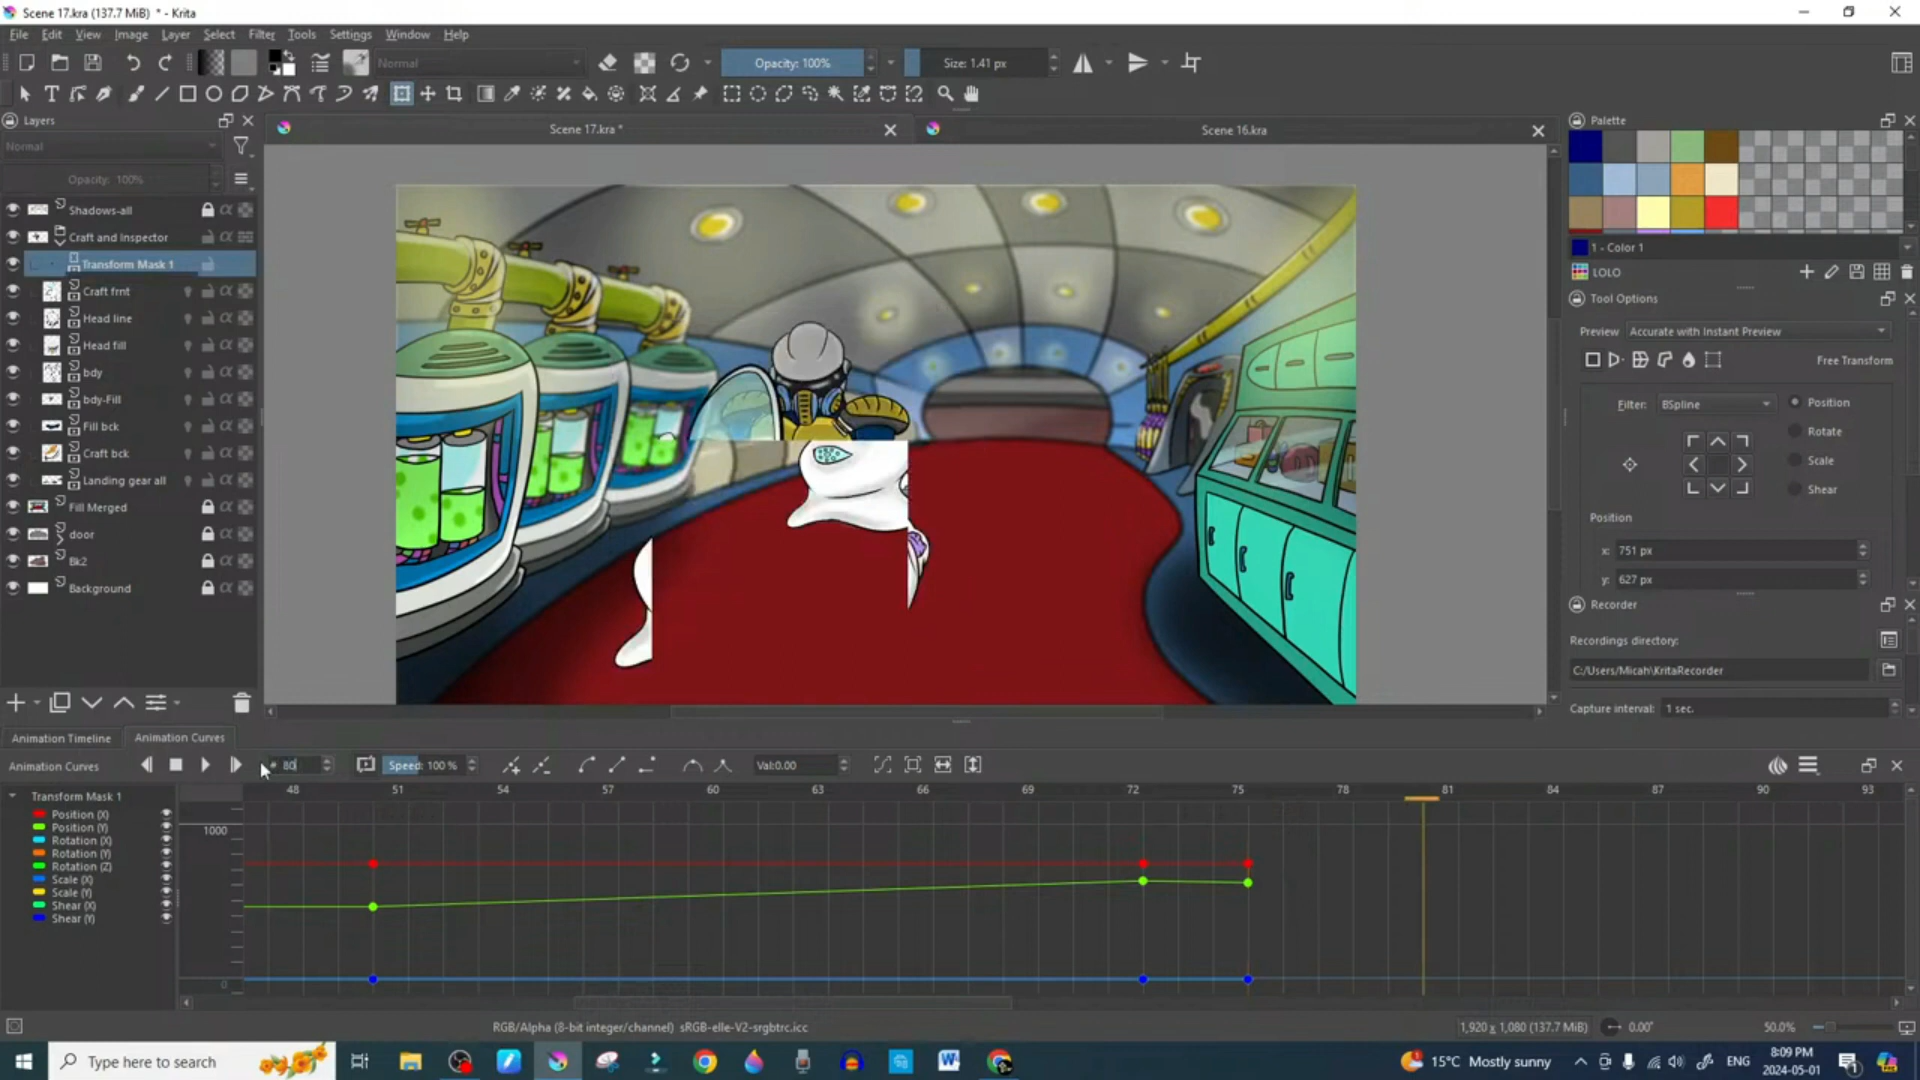 Scene 17.kra (137.7 MiB) * - Krita
File Edit View Image Layer Select Filter Tools Settings Window Help
Normal
Opacity: 100%
Size: 1.41 px
Layers
Scene 17.kra *
Scene 16.kra
Palette
Normal
Opacity: 100%
Shadows-all
Craft and Inspector
Transform Mask 1
Craft frnt
Head line
Head fill
bdy
bdy-Fill
Fill bck
Craft bck
Landing gear all
Fill Merged
door
Bk2
Background
1 - Color 1
LOLO
Tool Options
Preview Accurate with Instant Preview
Free Transform
Filter: BSpline
Position
Rotate
Scale
Shear
Position
x: 751 px
y: 627 px
Recorder
Recordings directory:
C:/Users/Micah\KritaRecorder
Capture interval: 1 sec.
Animation Timeline Animation Curves
Animation Curves
# 80
Speed: 100 %
Val:0.00
48 51 54 57 60 63 66 69 72 75 78 81 84 87 90 93
Transform Mask 1
Position (X)
Position (Y)
Rotation (X)
Rotation (Y)
Rotation (Z)
Scale (X)
Scale (Y)
Shear (X)
Shear (Y)
1000
0
RGB/Alpha (8-bit integer/channel) sRGB-elle-V2-srgbtrc.icc
1,920 x 1,080 (137.7 MiB)
0.00°
50.0%
Type here to search
15°C Mostly sunny
ENG
8:09 PM
2024-05-01
1